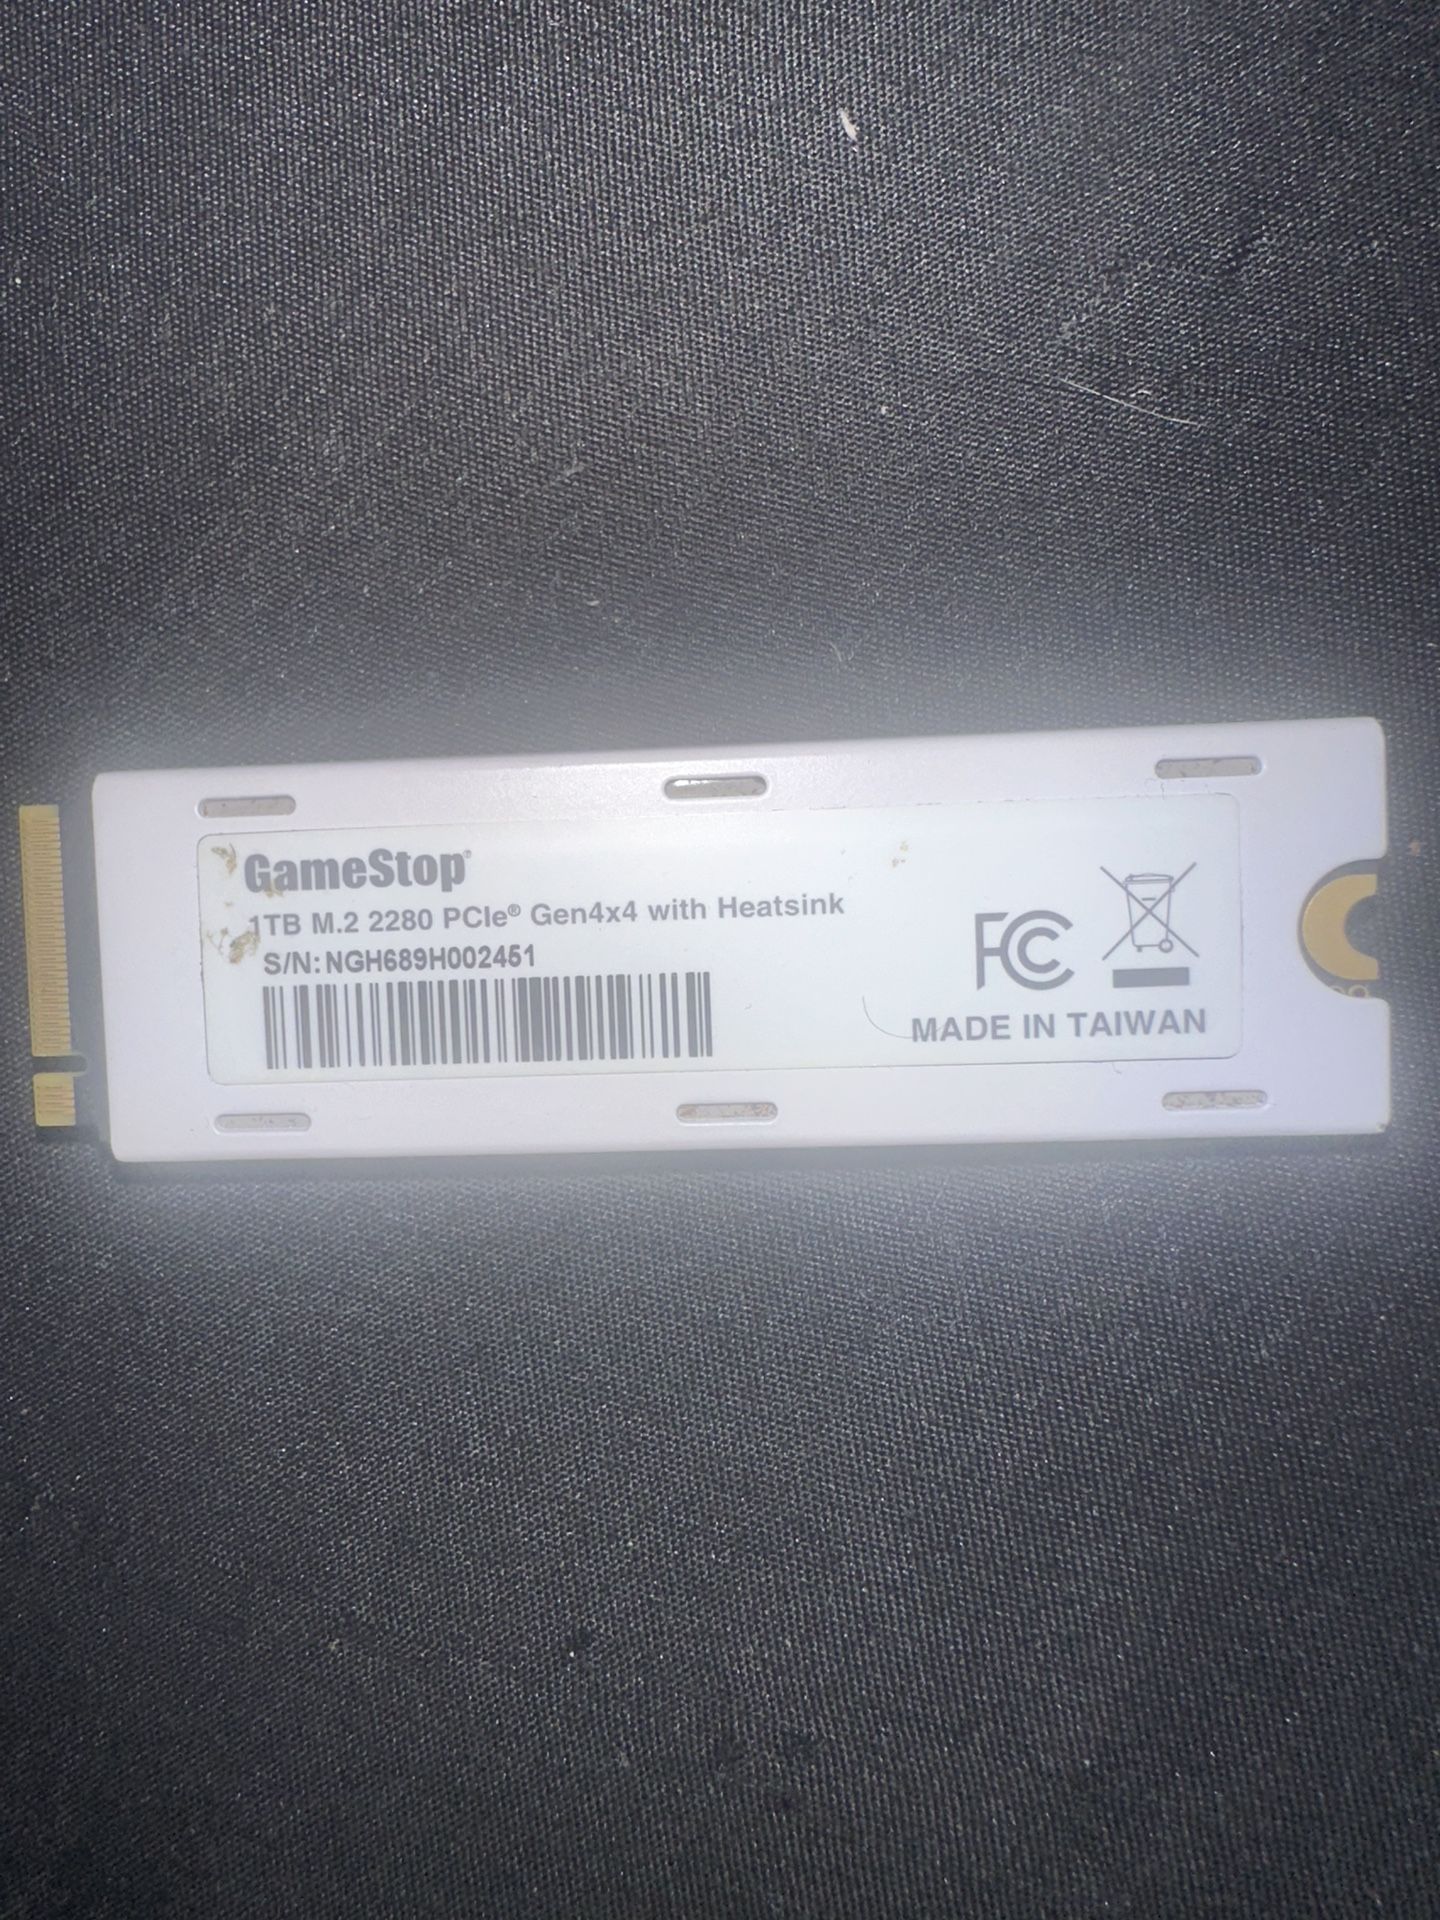 GameStop®
1TB M.2 2280 PCIe® Gen4x4 with Heatsink
S/N: NGH689H002451
FC
MADE IN TAIWAN